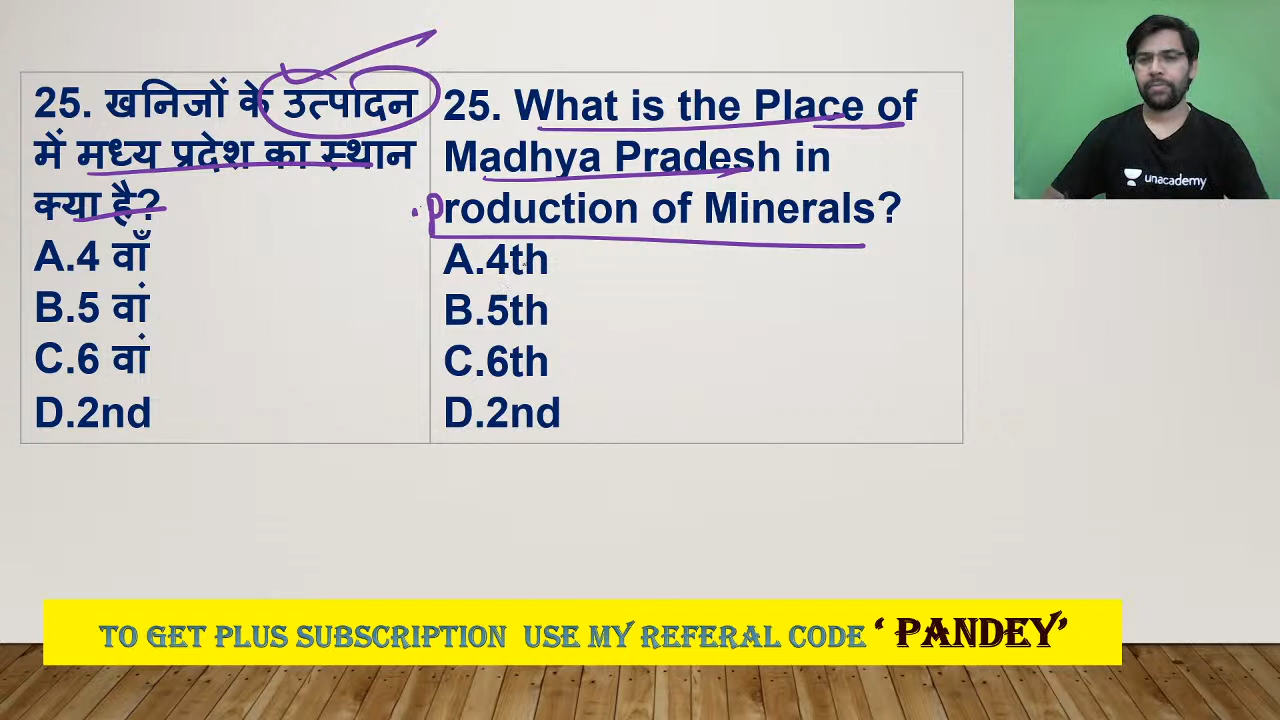 25. खनिजों के उत्पादन
में मध्य प्रदेश का स्थान
क्या है?
A.4 वाँ
B.5 वां
C.6 वां
D.2nd
25. What is the Place of
Madhya Pradesh in
production of Minerals?
A.4th
B.5th
C.6th
D.2nd
unacademy
TO GET PLUS SUBSCRIPTION USE MY REFERAL CODE ‘ PANDEY’